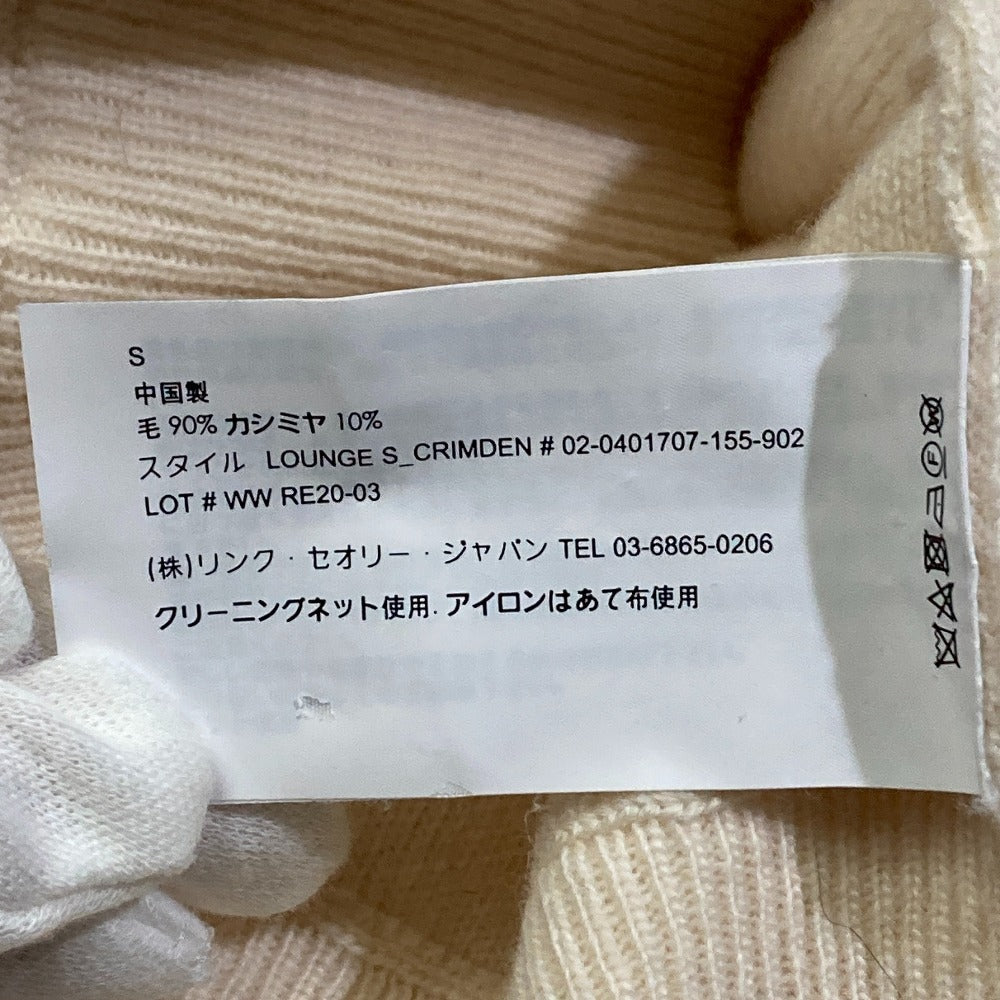 S
中国製
毛 90% カシミヤ 10%
スタイル LOUNGE S_CRIMDEN # 02-0401707-155-902
LOT # WW RE20-03
(株)リンク・セオリー・ジャパン TEL 03-6865-0206
クリーニングネット使用. アイロンはあて布使用